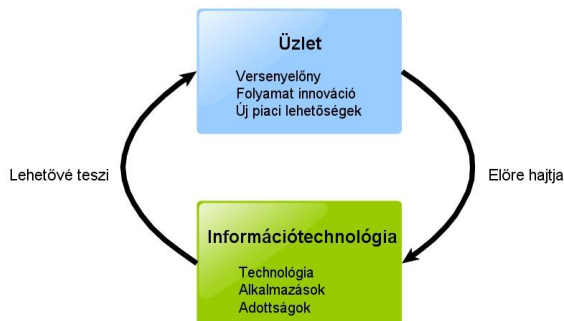 Üzlet
Versenyelőny
Folyamat innováció
Új piaci lehetőségek
Lehetővé teszi
Előre hajtja
Információtechnológia
Technológia
Alkalmazások
Adottságok